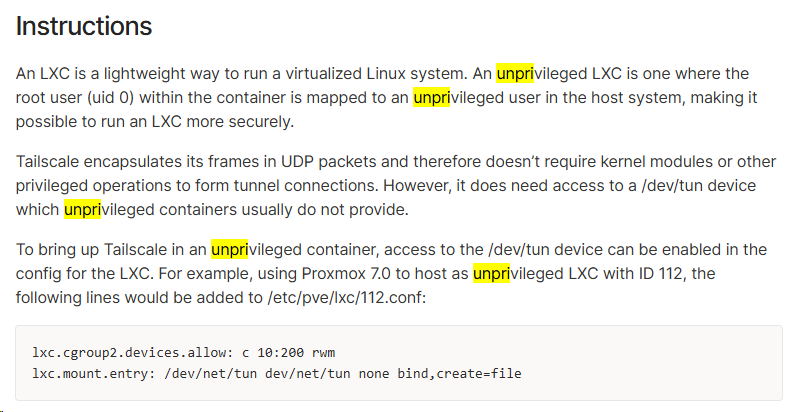 Instructions
An LXC is a lightweight way to run a virtualized Linux system. An unprivileged LXC is one where the
root user (uid 0) within the container is mapped to an unprivileged user in the host system, making it
possible to run an LXC more securely.
Tailscale encapsulates its frames in UDP packets and therefore doesn’t require kernel modules or other
privileged operations to form tunnel connections. However, it does need access to a /dev/tun device
which unprivileged containers usually do not provide.
To bring up Tailscale in an unprivileged container, access to the /dev/tun device can be enabled in the
config for the LXC. For example, using Proxmox 7.0 to host as unprivileged LXC with ID 112, the
following lines would be added to /etc/pve/lxc/112.conf:
lxc.cgroup2.devices.allow: c 10:200 rwm
lxc.mount.entry: /dev/net/tun dev/net/tun none bind,create=file